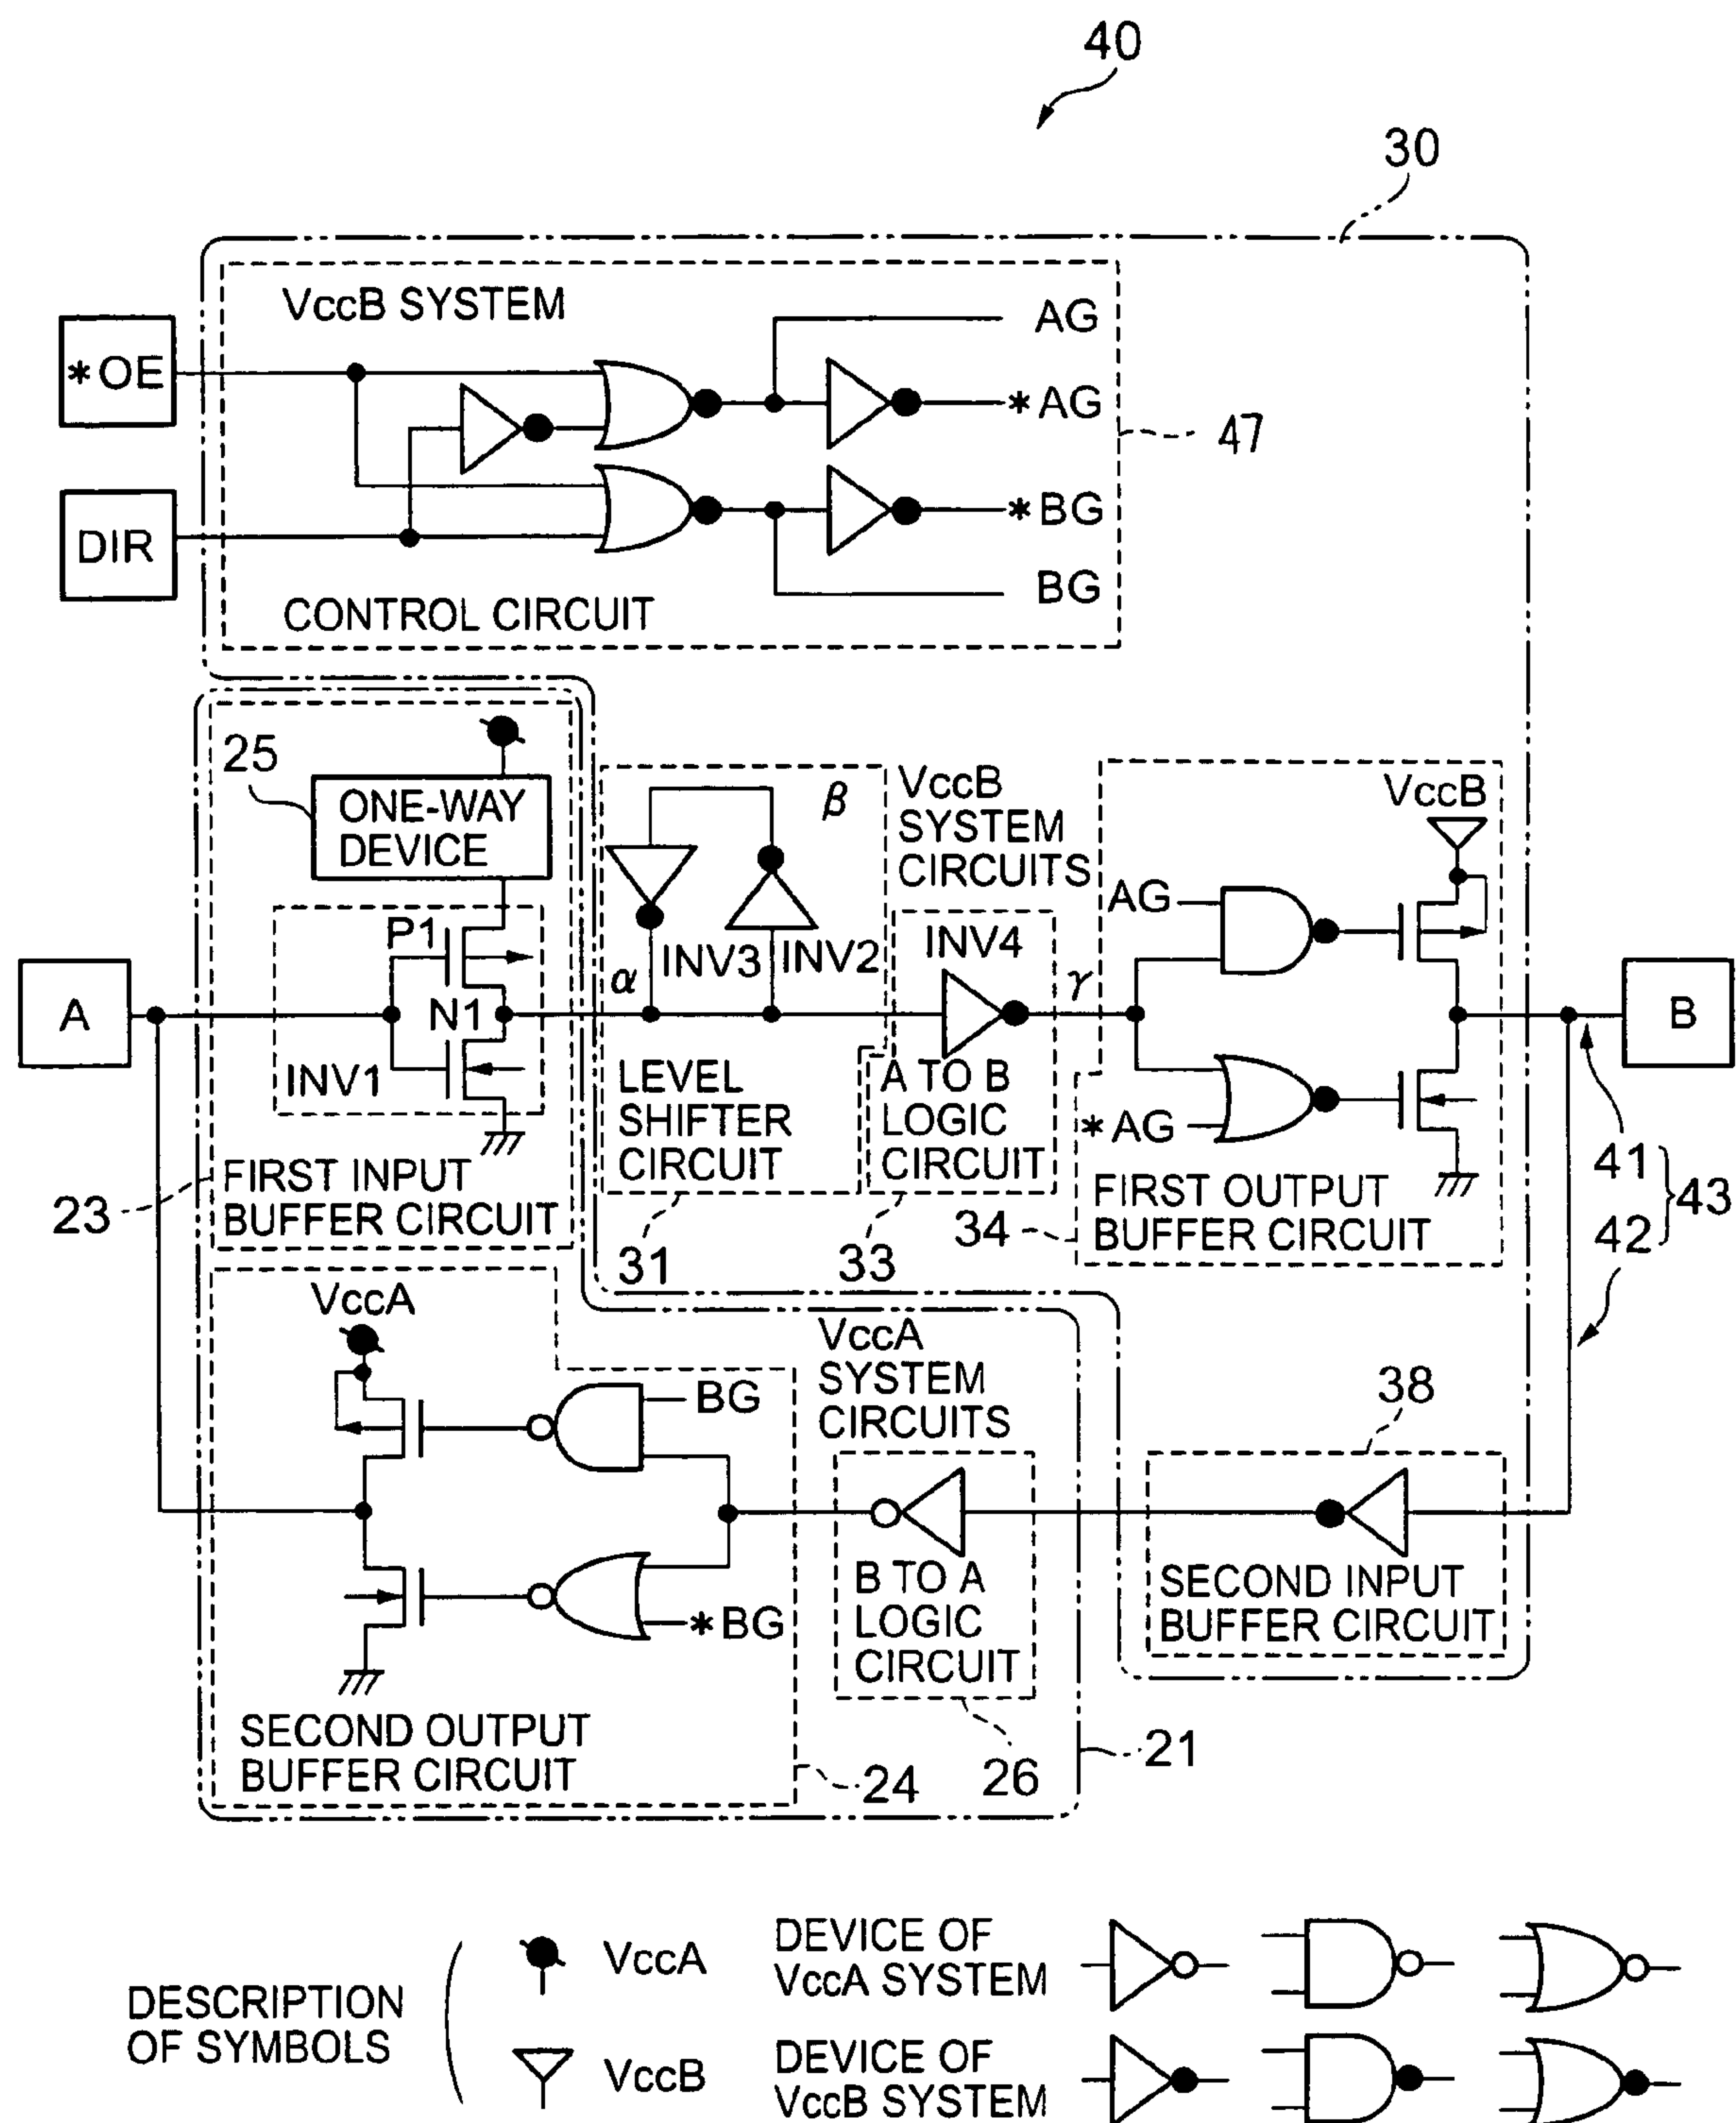 40
30
VccB SYSTEM
AG
*OE
*AG
47
*BG
DIR
BG
CONTROL CIRCUIT
25
ONE-WAY
DEVICE
β
VccB
SYSTEM
CIRCUITS
VccB
AG
P1
INV3
INV2
INV4
α
γ
A
N1
B
INV1
LEVEL
SHIFTER
CIRCUIT
A TO B
LOGIC
CIRCUIT
*AG
41
42
43
FIRST INPUT
BUFFER CIRCUIT
23
FIRST OUTPUT
BUFFER CIRCUIT
31
33
34
VccA
VccA
SYSTEM
CIRCUITS
BG
38
B TO A
LOGIC
CIRCUIT
*BG
SECOND INPUT
BUFFER CIRCUIT
SECOND OUTPUT
BUFFER CIRCUIT
24
26
21
DESCRIPTION
OF SYMBOLS
VccA
DEVICE OF
VccA SYSTEM
VccB
DEVICE OF
VccB SYSTEM